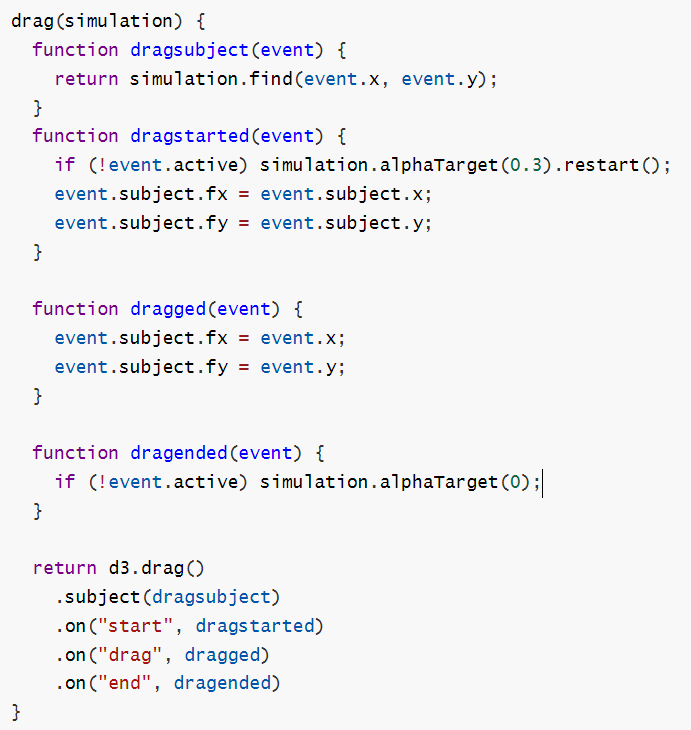 drag(simulation) {
  function dragsubject(event) {
    return simulation.find(event.x, event.y);
  }
  function dragstarted(event) {
    if (!event.active) simulation.alphaTarget(0.3).restart();
    event.subject.fx = event.subject.x;
    event.subject.fy = event.subject.y;
  }

  function dragged(event) {
    event.subject.fx = event.x;
    event.subject.fy = event.y;
  }

  function dragended(event) {
    if (!event.active) simulation.alphaTarget(0);
  }

  return d3.drag()
    .subject(dragsubject)
    .on("start", dragstarted)
    .on("drag", dragged)
    .on("end", dragended)
}